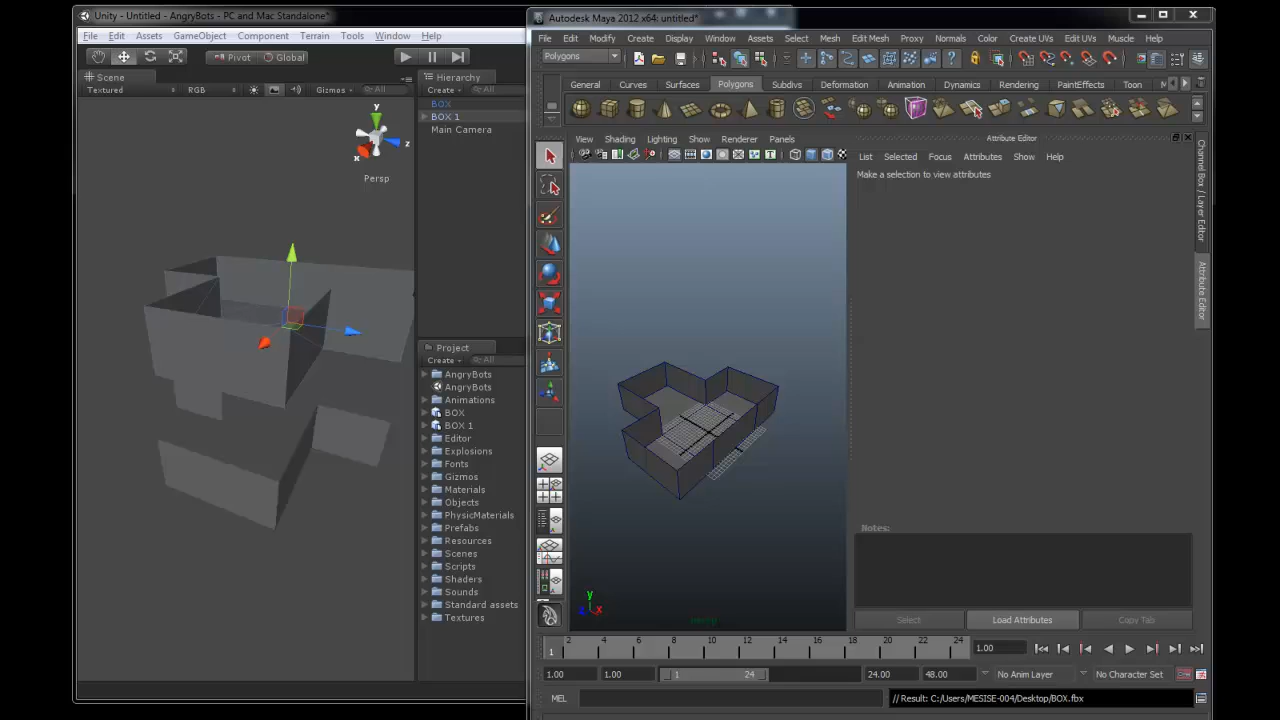 Unity - Untitled - AngryBots - PC and Mac Standalone*
File Edit Assets GameObject Component Terrain Tools Window Help
Pivot Global
Scene
Textured RGB Gizmos All
y
x
z
Persp
Hierarchy
Create All
BOX
BOX 1
Main Camera
Project
Create All
AngryBots
AngryBots
Animations
BOX
BOX 1
Editor
Explosions
Fonts
Gizmos
Materials
Objects
PhysicMaterials
Prefabs
Resources
Scenes
Scripts
Shaders
Sounds
Standard assets
Textures
Autodesk Maya 2012 x64: untitled*
File Edit Modify Create Display Window Assets Select Mesh Edit Mesh Proxy Normals Color Create UVs Edit UVs Muscle Help
Polygons
General Curves Surfaces Polygons Subdivs Deformation Animation Dynamics Rendering PaintEffects Toon
View Shading Lighting Show Renderer Panels
y
z
x
persp
Attribute Editor
List Selected Focus Attributes Show Help
Make a selection to view attributes
Notes:
Select Load Attributes Copy Tab
Channel Box / Layer Editor
Attribute Editor
1 2 4 6 8 10 12 14 16 18 20 22 24
1.00
1.00 1.00 1 24 24.00 48.00 No Anim Layer No Character Set
MEL // Result: C:/Users/MESISE-004/Desktop/BOX.fbx